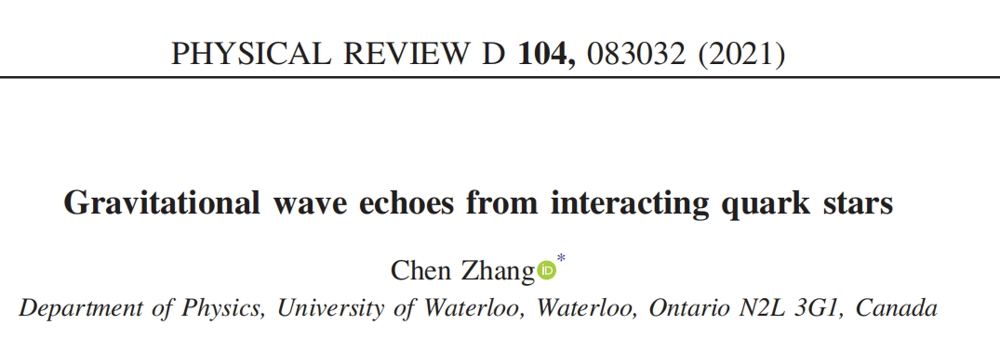 PHYSICAL REVIEW D 104, 083032 (2021)
Gravitational wave echoes from interacting quark stars
Chen Zhang iD *
Department of Physics, University of Waterloo, Waterloo, Ontario N2L 3G1, Canada